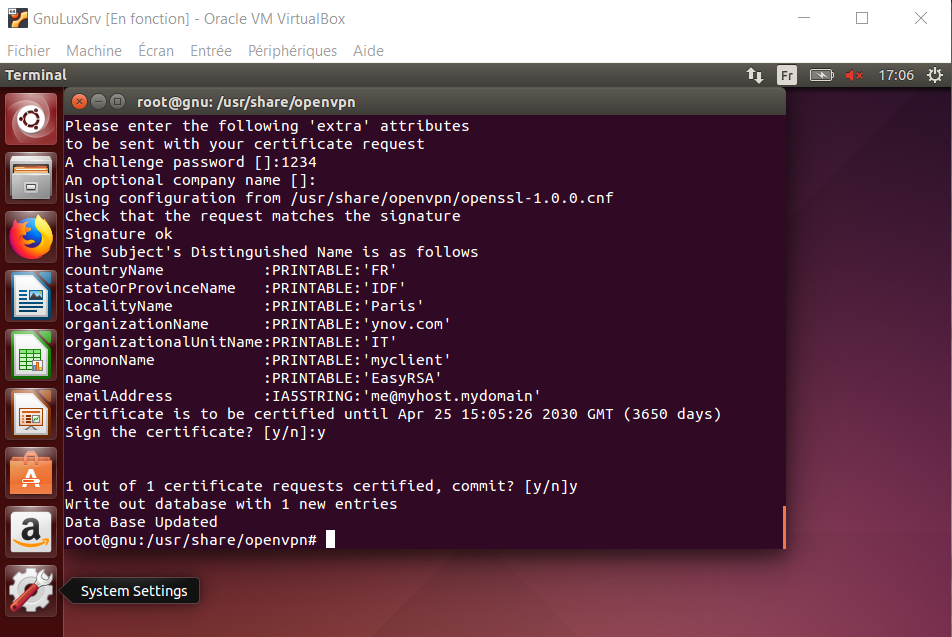 GnuLuxSrv [En fonction] - Oracle VM VirtualBox
Fichier Machine Écran Entrée Périphériques Aide
Terminal Fr 17:06
root@gnu: /usr/share/openvpn
Please enter the following 'extra' attributes
to be sent with your certificate request
A challenge password []:1234
An optional company name []:
Using configuration from /usr/share/openvpn/openssl-1.0.0.cnf
Check that the request matches the signature
Signature ok
The Subject's Distinguished Name is as follows
countryName           :PRINTABLE:'FR'
stateOrProvinceName   :PRINTABLE:'IDF'
localityName          :PRINTABLE:'Paris'
organizationName      :PRINTABLE:'ynov.com'
organizationalUnitName:PRINTABLE:'IT'
commonName            :PRINTABLE:'myclient'
name                  :PRINTABLE:'EasyRSA'
emailAddress          :IA5STRING:'me@myhost.mydomain'
Certificate is to be certified until Apr 25 15:05:26 2030 GMT (3650 days)
Sign the certificate? [y/n]:y
1 out of 1 certificate requests certified, commit? [y/n]y
Write out database with 1 new entries
Data Base Updated
root@gnu:/usr/share/openvpn#
a
System Settings